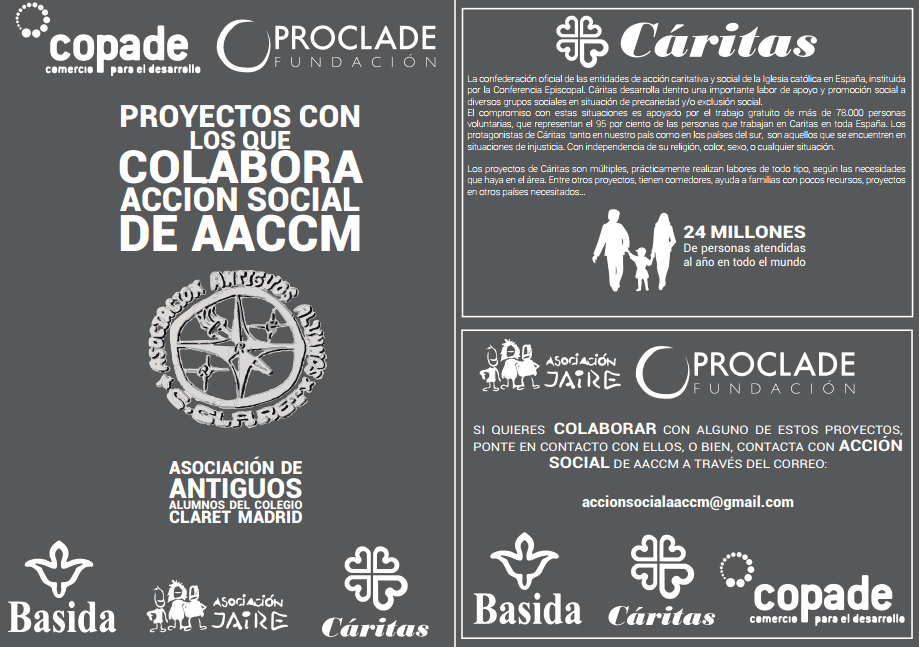 copade
comercio para el desarrollo
PROCLADE
FUNDACIÓN
PROYECTOS CON
LOS QUE
COLABORA
ACCION SOCIAL
DE AACCM
ASOCIACION ANTIGUOS ALUMNOS
C.CLARET
ASOCIACIÓN DE
ANTIGUOS
ALUMNOS DEL COLEGIO
CLARET MADRID
Basida
ASOCIACIÓN
JAIRE
Cáritas
Cáritas
La confederación oficial de las entidades de acción caritativa y social de la Iglesia católica en España, instituida
por la Conferencia Episcopal. Cáritas desarrolla dentro una importante labor de apoyo y promoción social a
diversos grupos sociales en situación de precariedad y/o exclusión social.
El compromiso con estas situaciones es apoyado por el trabajo gratuito de más de 78.000 personas
voluntarias, que representan el 95 por ciento de las personas que trabajan en Caritas en toda España. Los
protagonistas de Cáritas tanto en nuestro país como en los países del sur, son aquellos que se encuentren en
situaciones de injusticia. Con independencia de su religión, color, sexo, o cualquier situación.
Los proyectos de Cáritas son múltiples, prácticamente realizan labores de todo tipo, según las necesidades
que haya en el área. Entre otros proyectos, tienen comedores, ayuda a familias con pocos recursos, proyectos
en otros países necesitados...
24 MILLONES
De personas atendidas
al año en todo el mundo
ASOCIACIÓN
JAIRE
PROCLADE
FUNDACIÓN
SI QUIERES COLABORAR CON ALGUNO DE ESTOS PROYECTOS,
PONTE EN CONTACTO CON ELLOS, O BIEN, CONTACTA CON ACCIÓN
SOCIAL DE AACCM A TRAVÉS DEL CORREO:
accionsocialaaccm@gmail.com
Basida
Cáritas
copade
comercio para el desarrollo